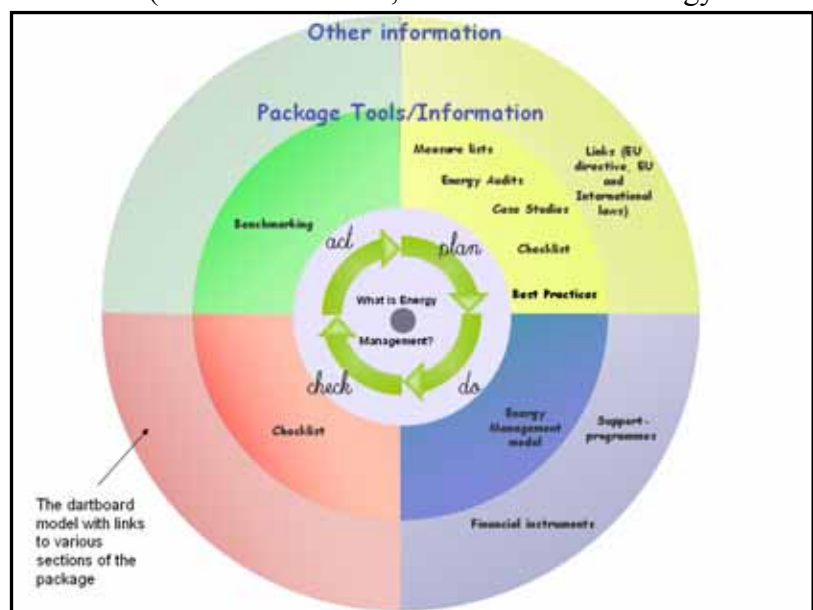 Other information
Package Tools/Information
Measure lists
Energy Audits
Case Studies
Checklist
Best Practices
Links (EU
directive, EU
and
International
laws)
Benchmarking
act
plan
What is Energy
Management?
check
do
Checklist
Energy
Management
model
Support-
programmes
Financial instruments
The dartboard
model with links
to various
sections of the
package